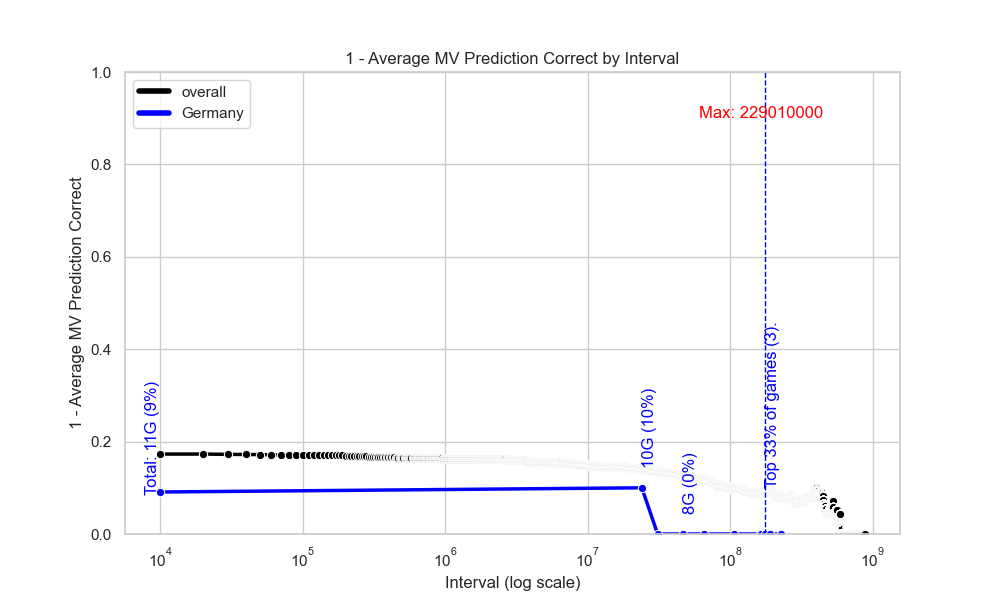 1 - Average MV Prediction Correct by Interval
1 - Average MV Prediction Correct
1.0
0.8
0.6
0.4
0.2
0.0
overall
Germany
Max: 229010000
Total: 11G (9%)
10G (10%)
8G (0%)
Top 33% of games (3).
10^4
10^5
10^6
10^7
10^8
10^9
Interval (log scale)